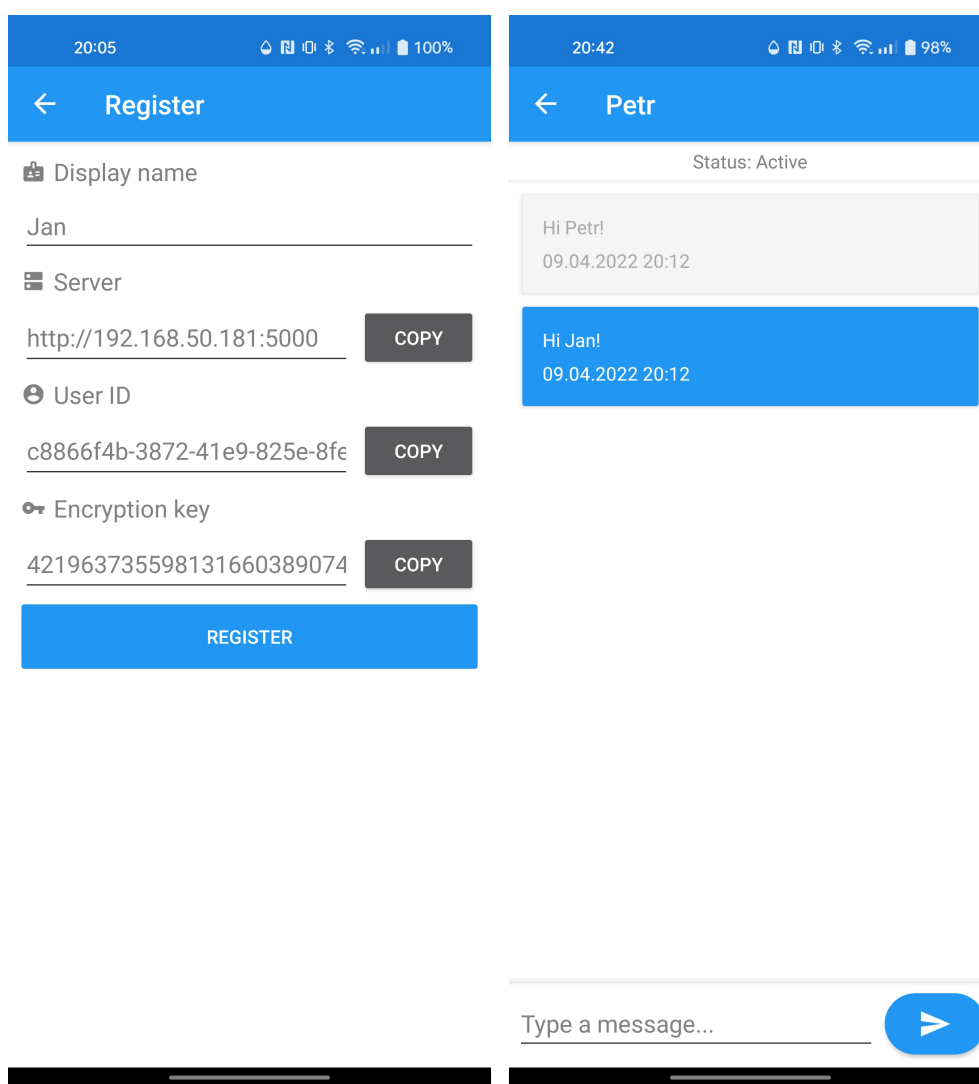 20:05
100%
Register
Display name
Jan
Server
http://192.168.50.181:5000
COPY
User ID
c8866f4b-3872-41e9-825e-8fe
COPY
Encryption key
421963735598131660389074
COPY
REGISTER
20:42
98%
Petr
Status: Active
Hi Petr!
09.04.2022 20:12
Hi Jan!
09.04.2022 20:12
Type a message...